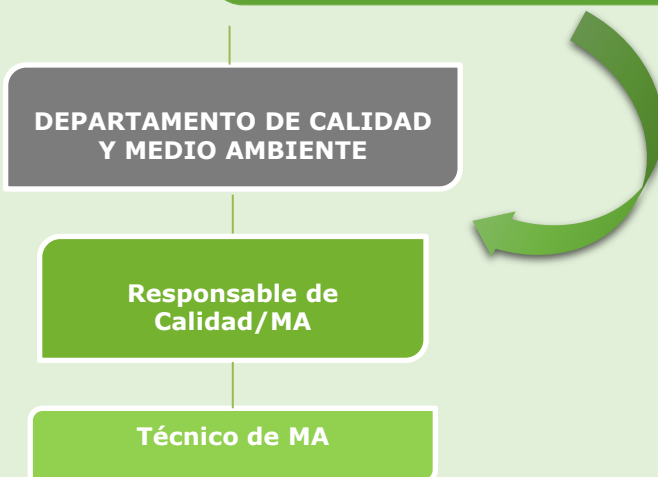 DEPARTAMENTO DE CALIDAD
Y MEDIO AMBIENTE
Responsable de
Calidad/MA
Técnico de MA